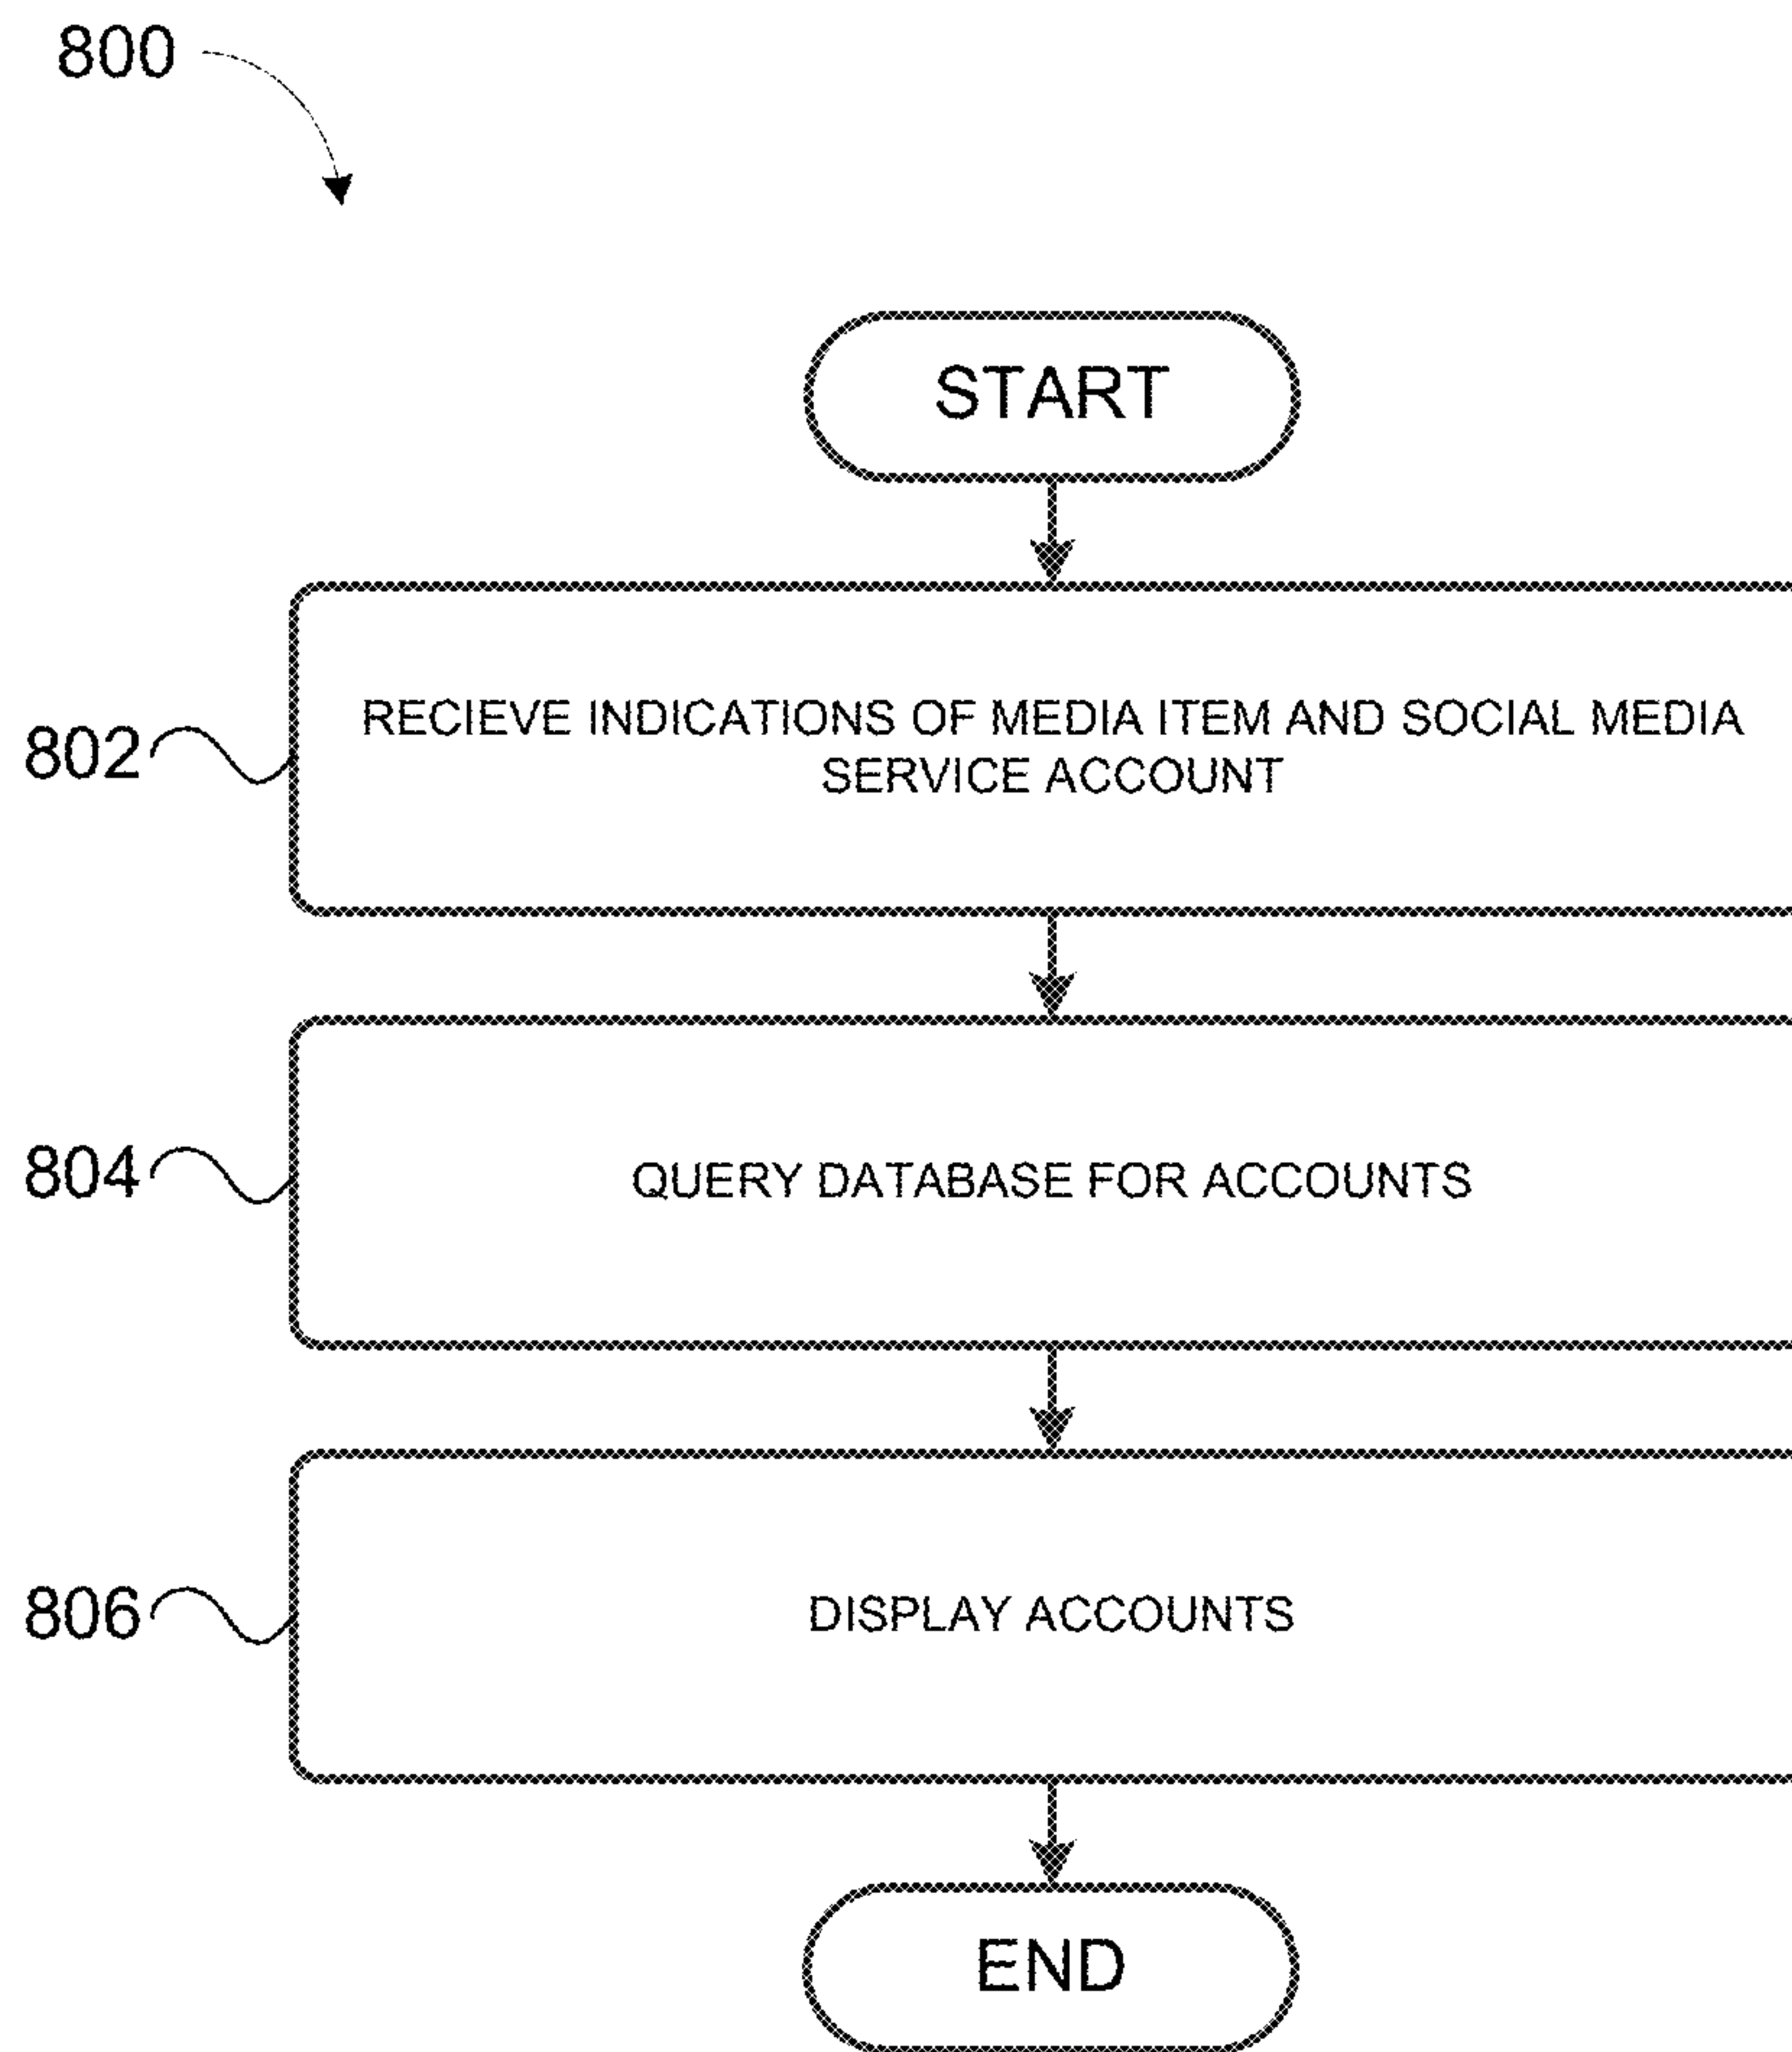 800
START
802
RECIEVE INDICATIONS OF MEDIA ITEM AND SOCIAL MEDIA
SERVICE ACCOUNT
804
QUERY DATABASE FOR ACCOUNTS
806
DISPLAY ACCOUNTS
END